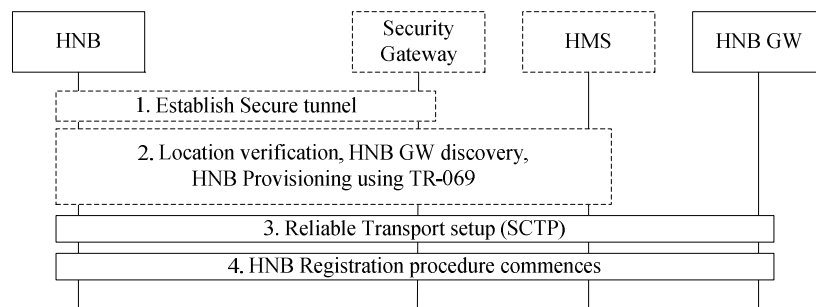 HNB
Security
Gateway
HMS
HNB GW
1. Establish Secure tunnel
2. Location verification, HNB GW discovery,
HNB Provisioning using TR-069
3. Reliable Transport setup (SCTP)
4. HNB Registration procedure commences